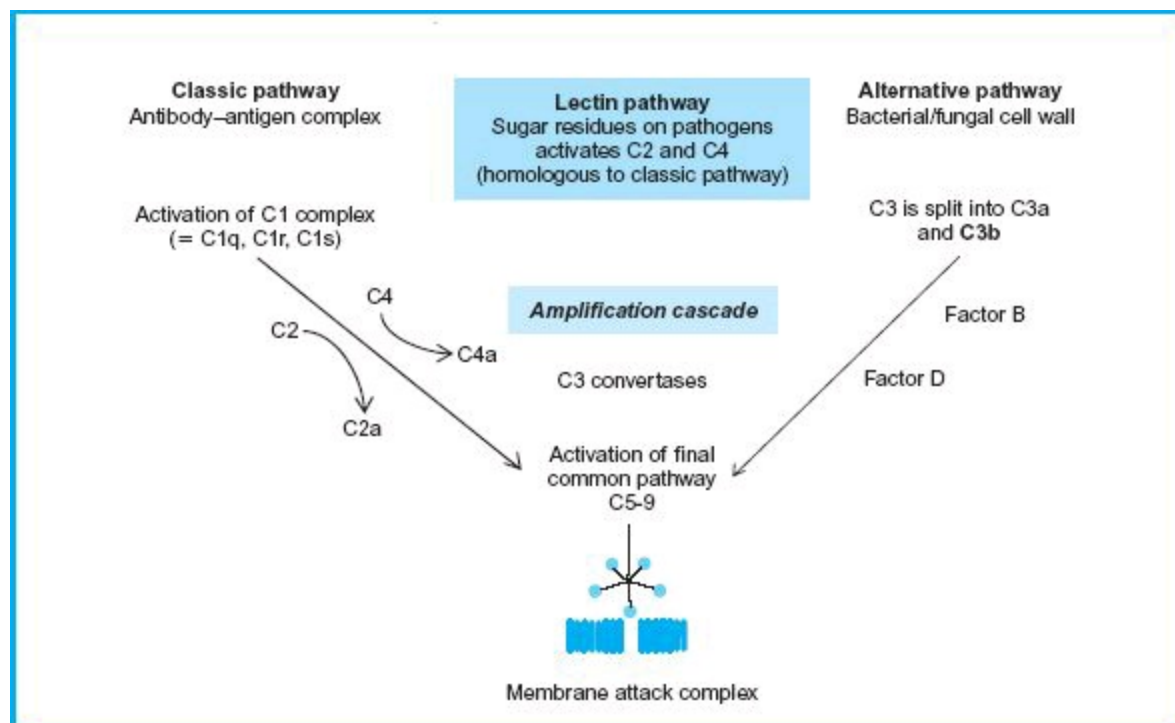 Classic pathway
Antibody–antigen complex
Lectin pathway
Sugar residues on pathogens
activates C2 and C4
(homologous to classic pathway)
Alternative pathway
Bacterial/fungal cell wall
Activation of C1 complex
(= C1q, C1r, C1s)
C3 is split into C3a
and C3b
C4
C2
C4a
C2a
Amplification cascade
C3 convertases
Factor B
Factor D
Activation of final
common pathway
C5-9
Membrane attack complex